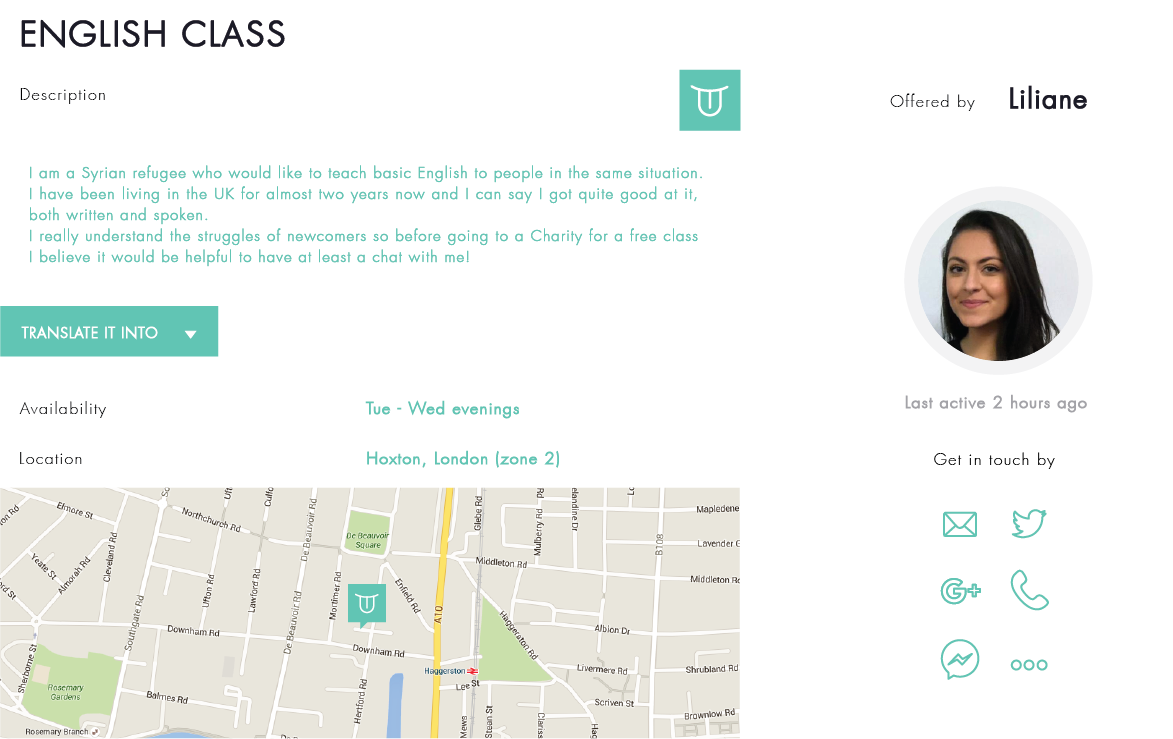 ENGLISH CLASS
Description
Offered by Liliane
I am a Syrian refugee who would like to teach basic English to people in the same situation.
I have been living in the UK for almost two years now and I can say I got quite good at it,
both written and spoken.
I really understand the struggles of newcomers so before going to a Charity for a free class
I believe it would be helpful to have at least a chat with me!
TRANSLATE IT INTO
Last active 2 hours ago
Availability
Tue - Wed evenings
Location
Hoxton, London (zone 2)
Get in touch by
G+
Elmore St
Northchurch Rd
De Beauvoir Rd
De Beauvoir
Square
Glebe Rd
Mulberry Rd
B108
Mapledene
Lavender G
Middleton Rd
Middleton Rd
Yeate St
Almorah Rd
Cleveland Rd
Ufton Rd
Lawford Rd
Mortimer Rd
Enfield Rd
A10
Southgate Rd
De Beauvoir Rd
Haggerston Rd
Albion Dr
Downham Rd
Downham Rd
Sherborne St
Haggerston
Lee St
Livermere Rd
Shrubland Rd
Scriven St
Rosemary
Gardens
Balmes Rd
Hertford Rd
Brownlow Rd
Rosemary Branch
Mews
Stean St
Clariss
Hag